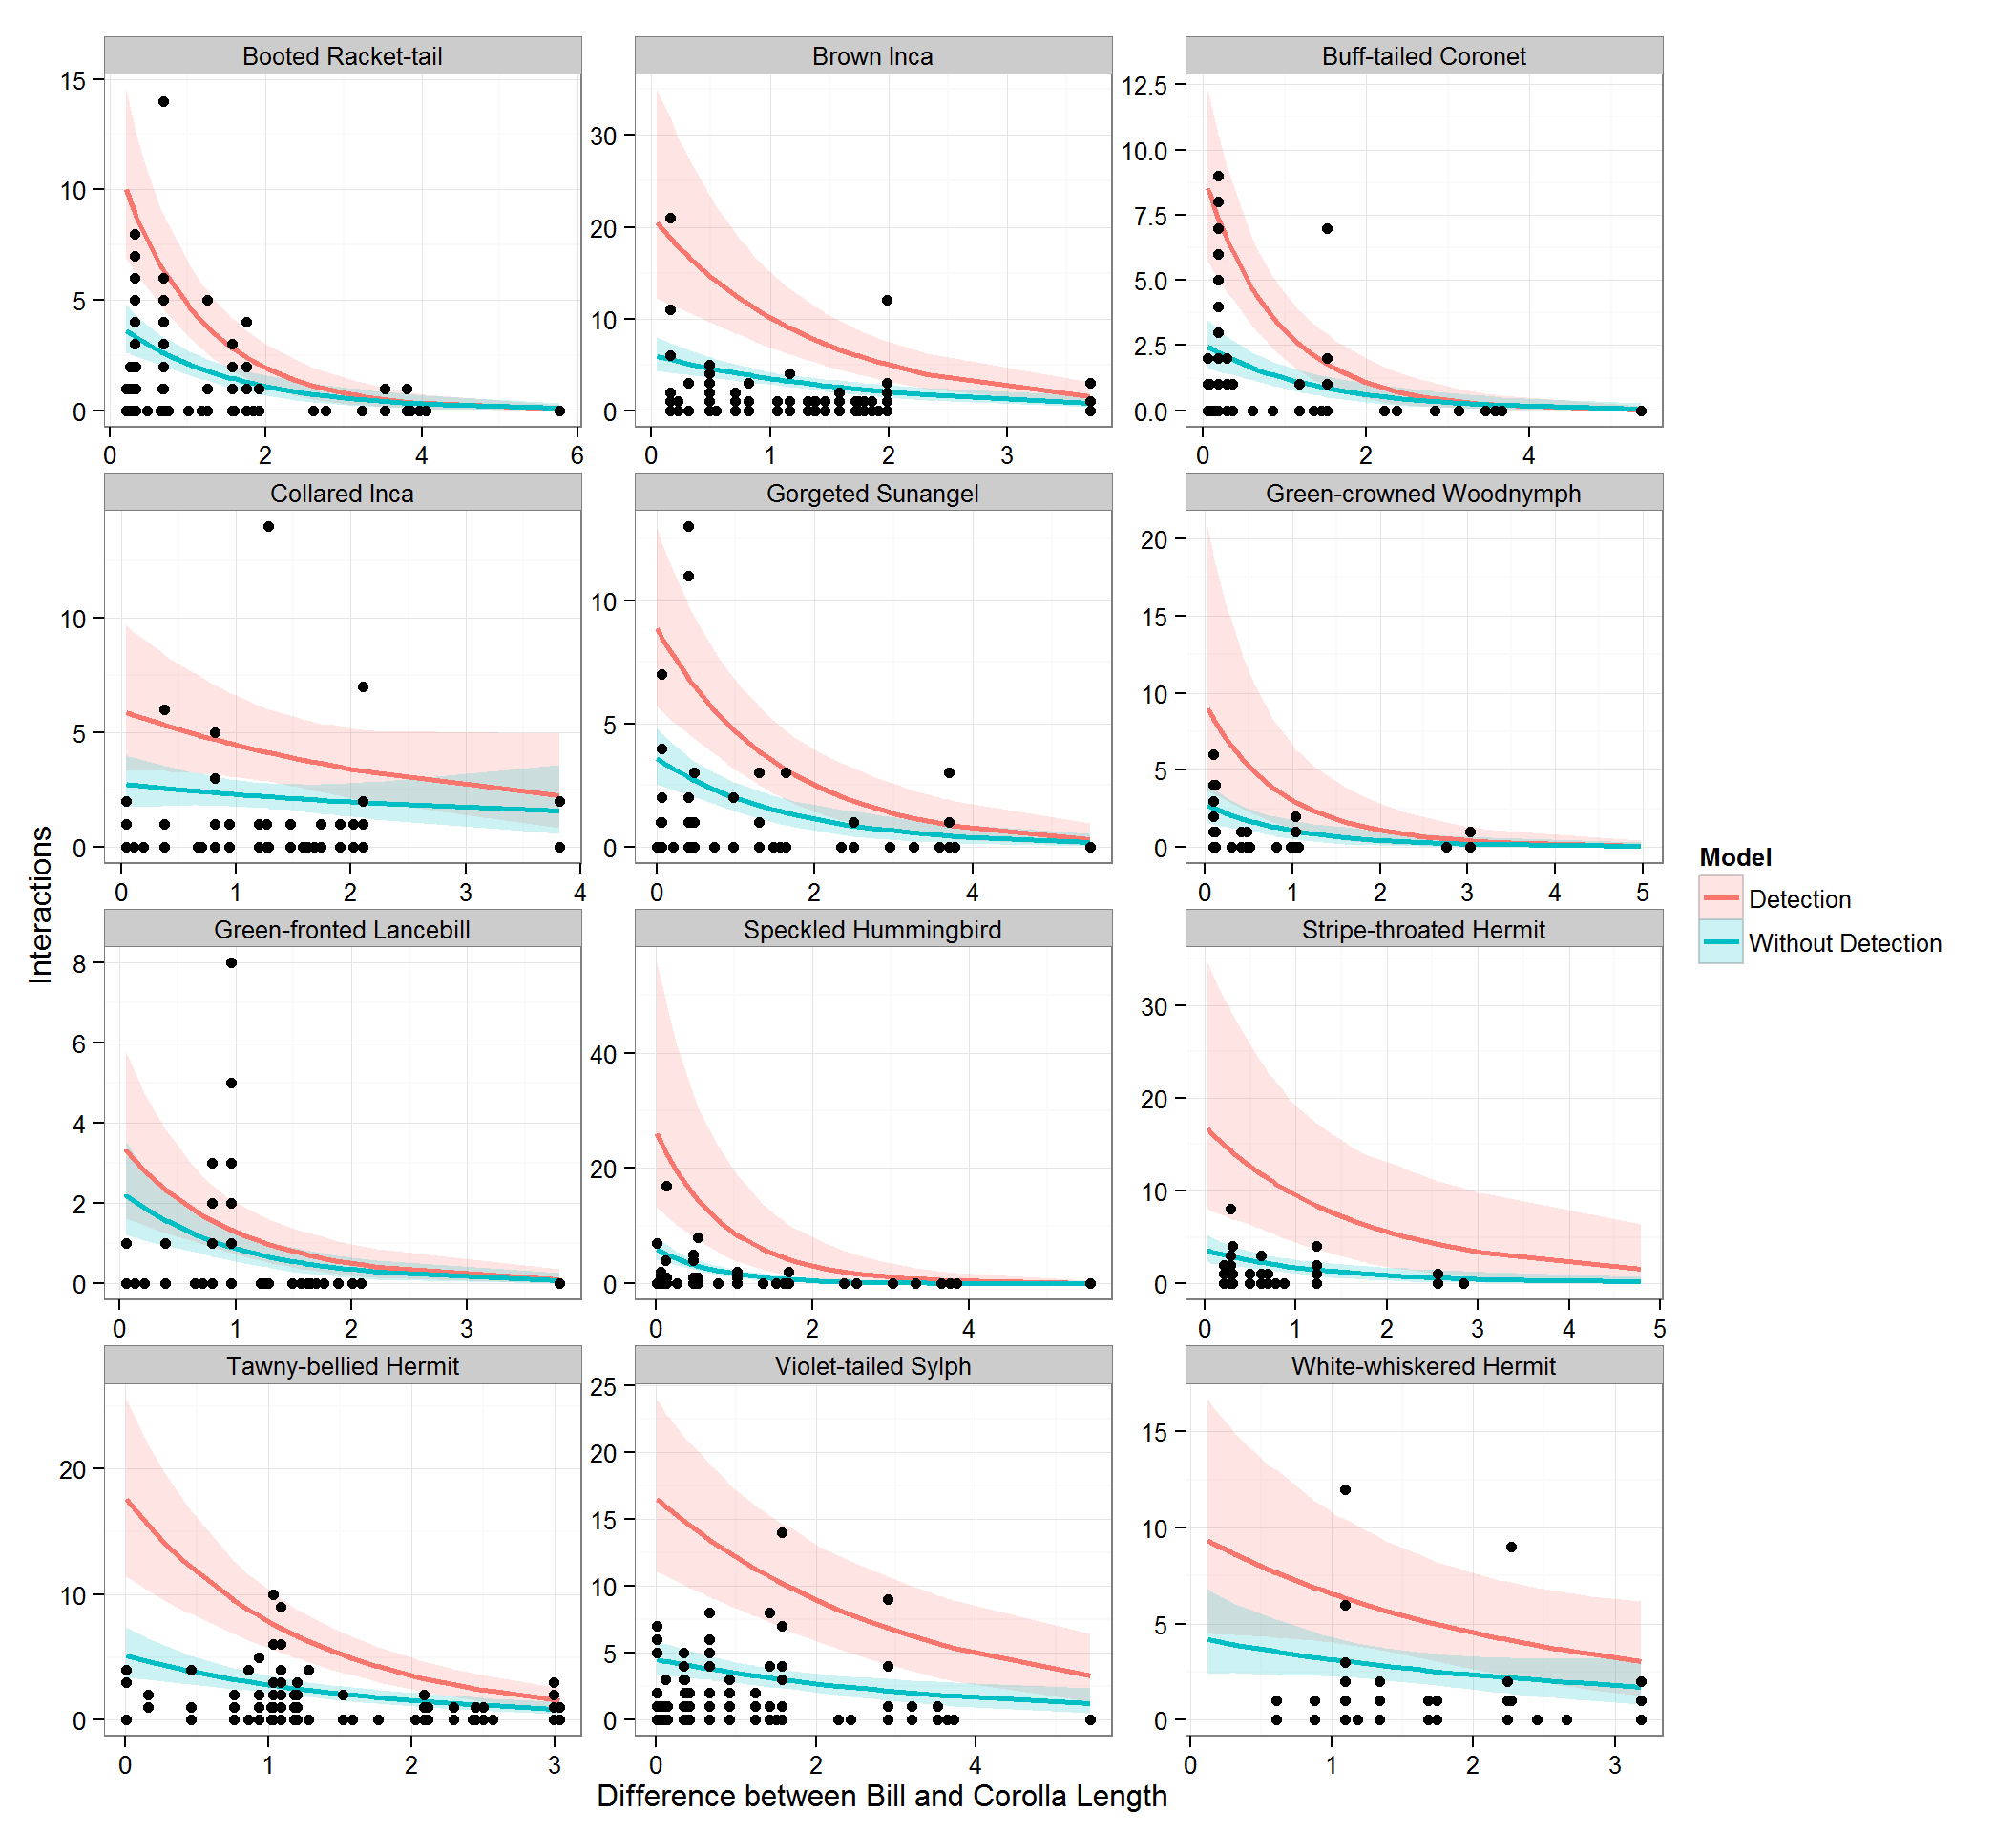 Booted Racket-tail
Brown Inca
Buff-tailed Coronet
15
10
5
0
0 2 4 6
30
20
10
0
0 1 2 3
12.5
10.0
7.5
5.0
2.5
0.0
0 2 4
Collared Inca
Gorgeted Sunangel
Green-crowned Woodnymph
10
5
0
0 1 2 3 4
10
5
0
0 2 4
20
15
10
5
0
0 1 2 3 4 5
Green-fronted Lancebill
Speckled Hummingbird
Stripe-throated Hermit
8
6
4
2
0
0 1 2 3
40
20
0
0 2 4
30
20
10
0
0 1 2 3 4 5
Tawny-bellied Hermit
Violet-tailed Sylph
White-whiskered Hermit
20
10
0
0 1 2 3
25
20
15
10
5
0
0 2 4
15
10
5
0
0 1 2 3
Interactions
Difference between Bill and Corolla Length
Model
Detection
Without Detection